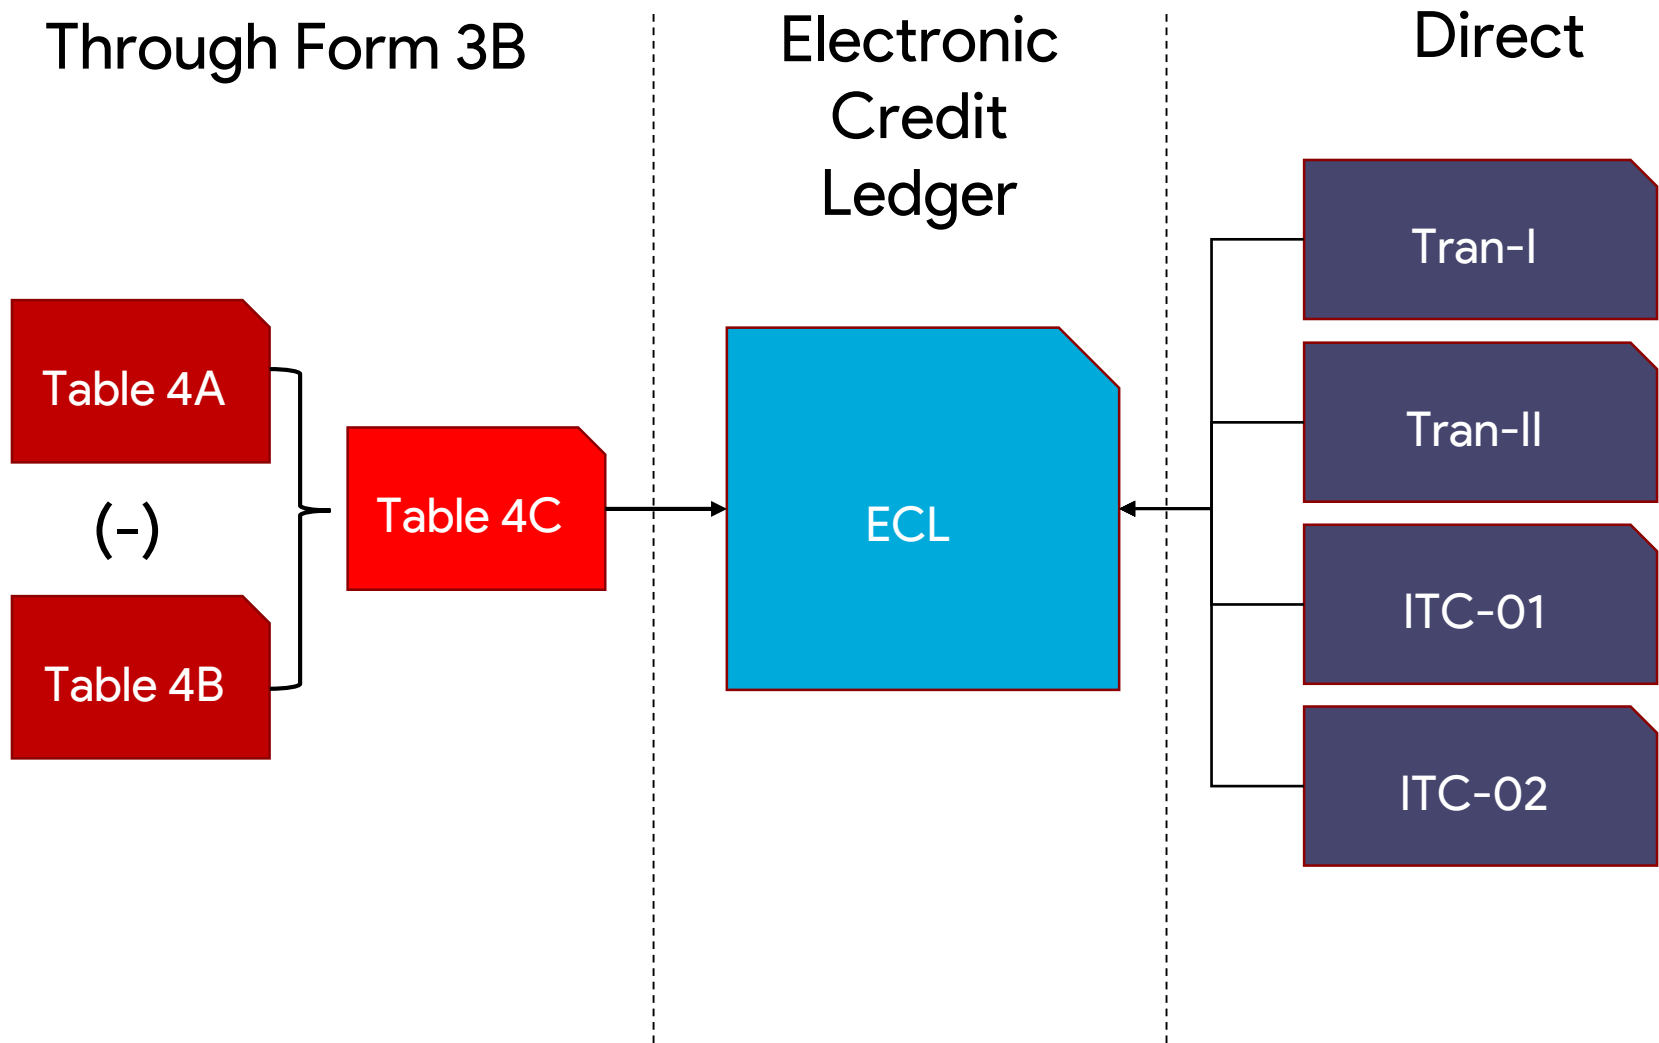 Through Form 3B
Electronic
Credit
Ledger
Direct
Table 4A
(-)
Table 4B
Table 4C
ECL
Tran-I
Tran-II
ITC-01
ITC-02